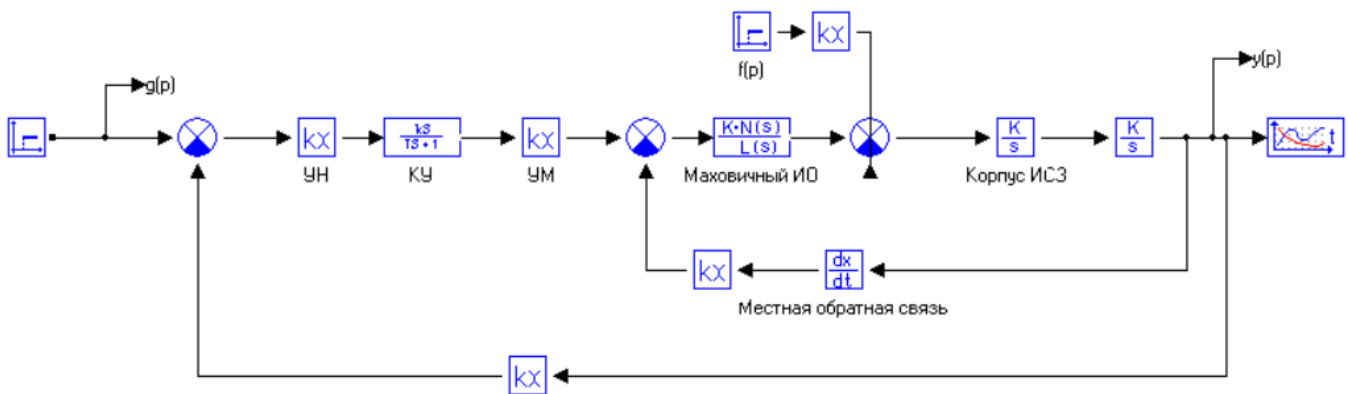 f(p)
kx
g(p)
y(p)
kx
УН
kS
TS+1
КУ
kx
УМ
K·N(s)
L(s)
Маховичный ИО
K
s
Корпус ИСЗ
K
s
t
kx
dx
dt
Местная обратная связь
kx